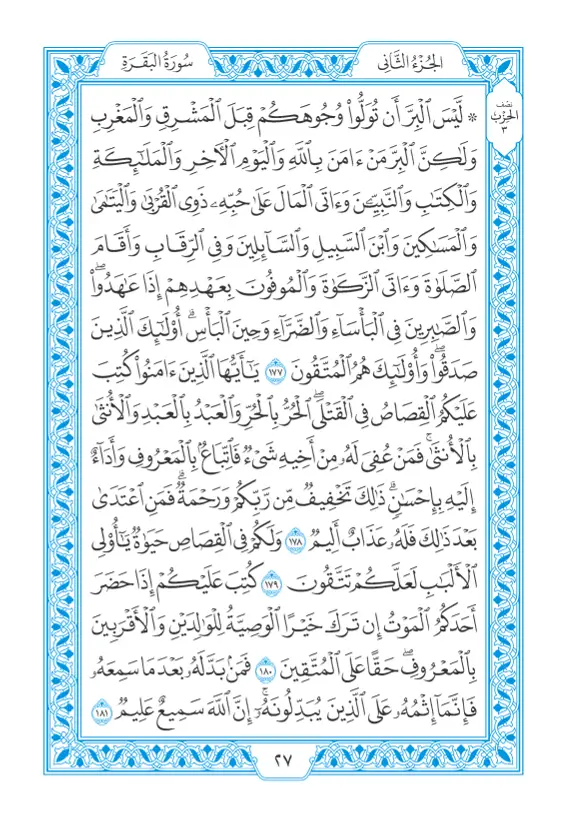 الجُزْءُ الثَّانِي
سُورَةُ البَقَرَةِ
نصف
الحِزْب
٣
۞ لَّيْسَ ٱلْبِرَّ أَن تُوَلُّوا۟ وُجُوهَكُمْ قِبَلَ ٱلْمَشْرِقِ وَٱلْمَغْرِبِ
وَلَٰكِنَّ ٱلْبِرَّ مَنْ ءَامَنَ بِٱللَّهِ وَٱلْيَوْمِ ٱلْءَاخِرِ وَٱلْمَلَٰٓئِكَةِ
وَٱلْكِتَٰبِ وَٱلنَّبِيِّـۧنَ وَءَاتَى ٱلْمَالَ عَلَىٰ حُبِّهِۦ ذَوِى ٱلْقُرْبَىٰ وَٱلْيَتَٰمَىٰ
وَٱلْمَسَٰكِينَ وَٱبْنَ ٱلسَّبِيلِ وَٱلسَّآئِلِينَ وَفِى ٱلرِّقَابِ وَأَقَامَ
ٱلصَّلَوٰةَ وَءَاتَى ٱلزَّكَوٰةَ وَٱلْمُوفُونَ بِعَهْدِهِمْ إِذَا عَٰهَدُوا۟ۖ
وَٱلصَّٰبِرِينَ فِى ٱلْبَأْسَآءِ وَٱلضَّرَّآءِ وَحِينَ ٱلْبَأْسِۗ أُو۟لَٰٓئِكَ ٱلَّذِينَ
صَدَقُوا۟ۖ وَأُو۟لَٰٓئِكَ هُمُ ٱلْمُتَّقُونَ ١٧٧ يَٰٓأَيُّهَا ٱلَّذِينَ ءَامَنُوا۟ كُتِبَ
عَلَيْكُمُ ٱلْقِصَاصُ فِى ٱلْقَتْلَىۖ ٱلْحُرُّ بِٱلْحُرِّ وَٱلْعَبْدُ بِٱلْعَبْدِ وَٱلْأُنثَىٰ
بِٱلْأُنثَىٰۚ فَمَنْ عُفِىَ لَهُۥ مِنْ أَخِيهِ شَىْءٌ فَٱتِّبَاعٌۢ بِٱلْمَعْرُوفِ وَأَدَآءٌ
إِلَيْهِ بِإِحْسَٰنٍۗ ذَٰلِكَ تَخْفِيفٌ مِّن رَّبِّكُمْ وَرَحْمَةٌۗ فَمَنِ ٱعْتَدَىٰ
بَعْدَ ذَٰلِكَ فَلَهُۥ عَذَابٌ أَلِيمٌ ١٧٨ وَلَكُمْ فِى ٱلْقِصَاصِ حَيَوٰةٌ يَٰٓأُو۟لِى
ٱلْأَلْبَٰبِ لَعَلَّكُمْ تَتَّقُونَ ١٧٩ كُتِبَ عَلَيْكُمْ إِذَا حَضَرَ
أَحَدَكُمُ ٱلْمَوْتُ إِن تَرَكَ خَيْرًا ٱلْوَصِيَّةُ لِلْوَٰلِدَيْنِ وَٱلْأَقْرَبِينَ
بِٱلْمَعْرُوفِۖ حَقًّا عَلَى ٱلْمُتَّقِينَ ١٨٠ فَمَنۢ بَدَّلَهُۥ بَعْدَ مَا سَمِعَهُۥ
فَإِنَّمَآ إِثْمُهُۥ عَلَى ٱلَّذِينَ يُبَدِّلُونَهُۥٓۚ إِنَّ ٱللَّهَ سَمِيعٌ عَلِيمٌ ١٨١
٢٧